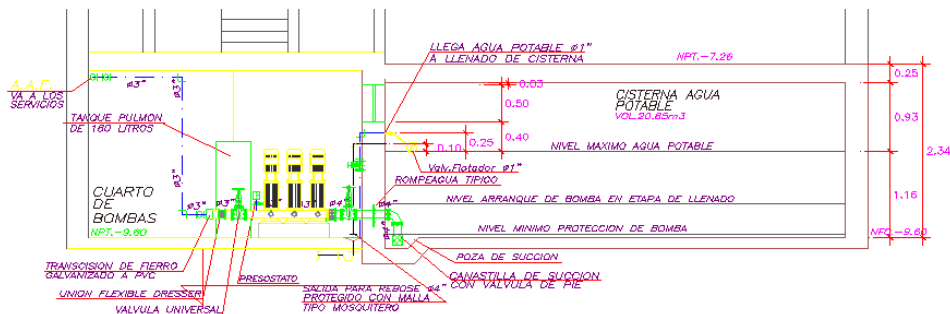 LLEGA AGUA POTABLE ø1"
A LLENADO DE CISTERNA
NPT.-7.26
A.A.F.
VA A LOS
SERVICIOS
ø3"
ø3"
0.03
0.25
0.50
CISTERNA AGUA
POTABLE
VOL.20.65m3
0.93
TANQUE PULMON
DE 160 LITROS
0.40
0.25
0.10
NIVEL MAXIMO AGUA POTABLE
2.34
Valv.Flotador ø1"
ø3"
ROMPEAGUA TIPICO
CUARTO
DE
BOMBAS
NPT.-9.60
NIVEL ARRANQUE DE BOMBA EN ETAPA DE LLENADO
1.16
ø3"
ø3"
ø4"
ø4"
ø4"
NIVEL MINIMO PROTECCION DE BOMBA
NFC.-9.60
POZA DE SUCCION
TRANSCISION DE FIERRO
GALVANIZADO A PVC
CANASTILLA DE SUCCION
CON VALVULA DE PIE
PRESOSTATO
UNION FLEXIBLE DRESSER
SALIDA PARA REBOSE ø4"
PROTEGIDO CON MALLA
TIPO MOSQUITERO
VALVULA UNIVERSAL